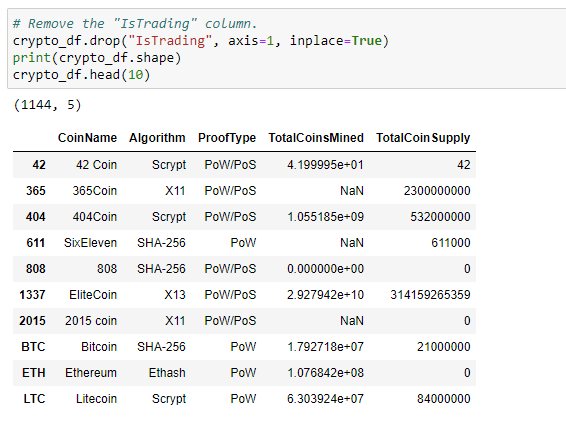 # Remove the "IsTrading" column.
crypto_df.drop("IsTrading", axis=1, inplace=True)
print(crypto_df.shape)
crypto_df.head(10)
(1144, 5)
CoinName Algorithm ProofType TotalCoinsMined TotalCoinSupply
42 42 Coin Scrypt PoW/PoS 4.199995e+01 42
365 365Coin X11 PoW/PoS NaN 2300000000
404 404Coin Scrypt PoW/PoS 1.055185e+09 532000000
611 SixEleven SHA-256 PoW NaN 611000
808 808 SHA-256 PoW/PoS 0.000000e+00 0
1337 EliteCoin X13 PoW/PoS 2.927942e+10 314159265359
2015 2015 coin X11 PoW/PoS NaN 0
BTC Bitcoin SHA-256 PoW 1.792718e+07 21000000
ETH Ethereum Ethash PoW 1.076842e+08 0
LTC Litecoin Scrypt PoW 6.303924e+07 84000000